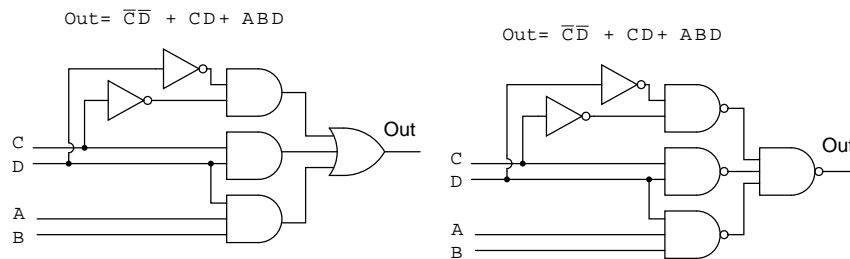 Out= C̅D̅ + CD+ ABD
Out
C
D
A
B
Out= C̅D̅ + CD+ ABD
Out
C
D
A
B